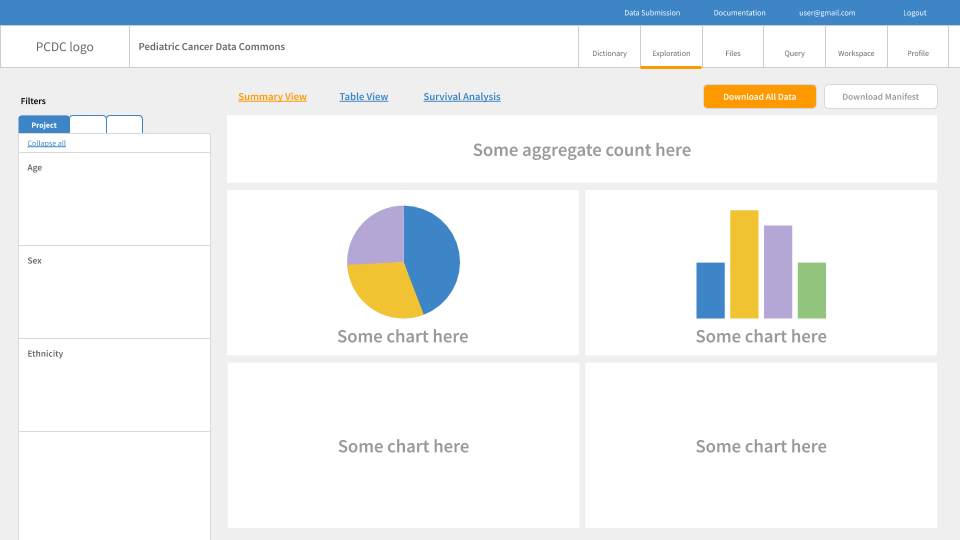 Data Submission
Documentation
user@gmail.com
Logout
PCDC logo
Pediatric Cancer Data Commons
Dictionary
Exploration
Files
Query
Workspace
Profile
Filters
Summary View
Table View
Survival Analysis
Download All Data
Download Manifest
Project
Collapse all
Age
Sex
Ethnicity
Some aggregate count here
Some chart here
Some chart here
Some chart here
Some chart here